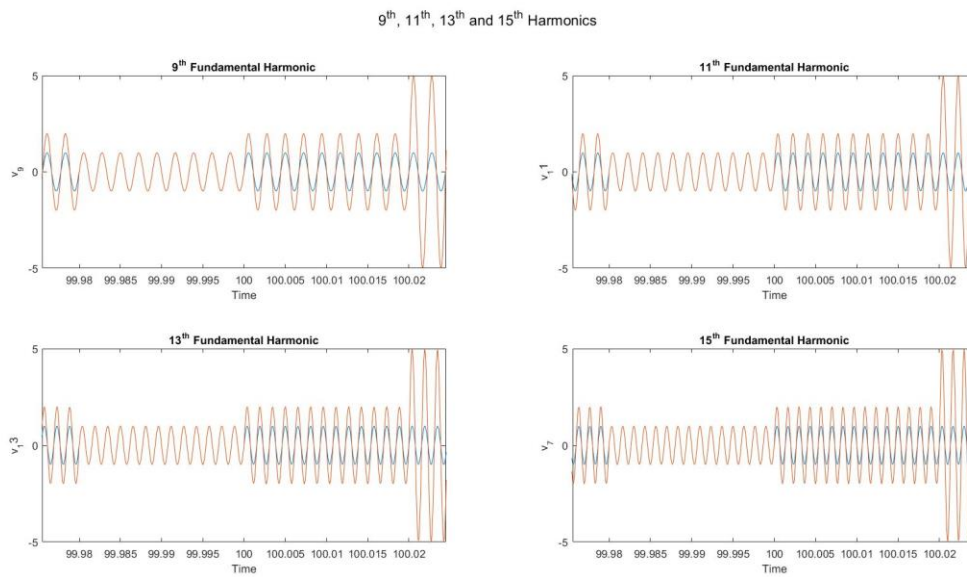 9th, 11th, 13th and 15th Harmonics
9th Fundamental Harmonic
5
v9
0
-5
99.98 99.985 99.99 99.995 100 100.005 100.01 100.015 100.02
Time
11th Fundamental Harmonic
5
v11
0
-5
99.98 99.985 99.99 99.995 100 100.005 100.01 100.015 100.02
Time
13th Fundamental Harmonic
5
v13
0
-5
99.98 99.985 99.99 99.995 100 100.005 100.01 100.015 100.02
Time
15th Fundamental Harmonic
5
v7
0
-5
99.98 99.985 99.99 99.995 100 100.005 100.01 100.015 100.02
Time